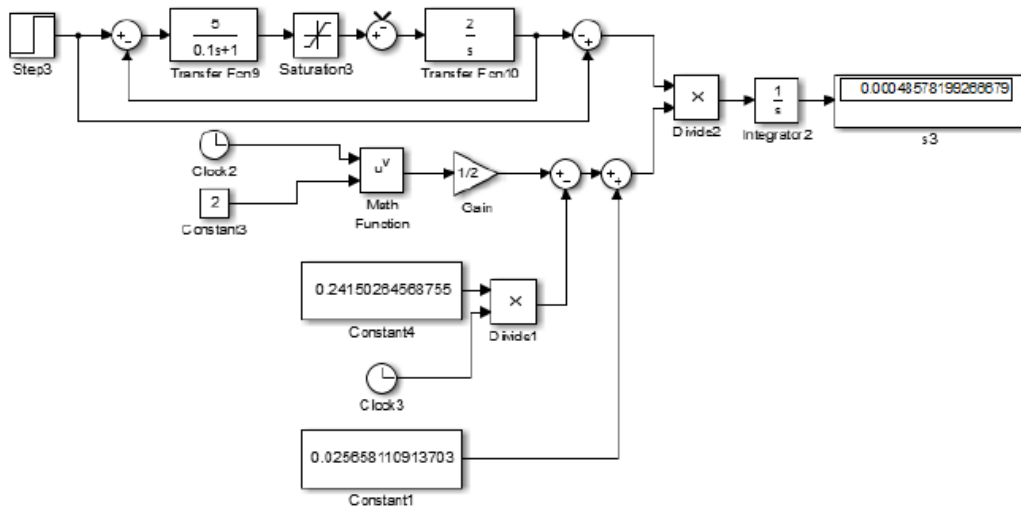 5
0.1s+1
2
s
Step3
Transfer Fcn9
Saturation3
Transfer Fcn10
Divide2
1
s
Integrator2
0.00048578199266679
s3
Clock2
u^v
1/2
2
Constant3
Math
Function
Gain
0.24150264568755
Constant4
Divide1
Clock3
0.025658110913703
Constant1